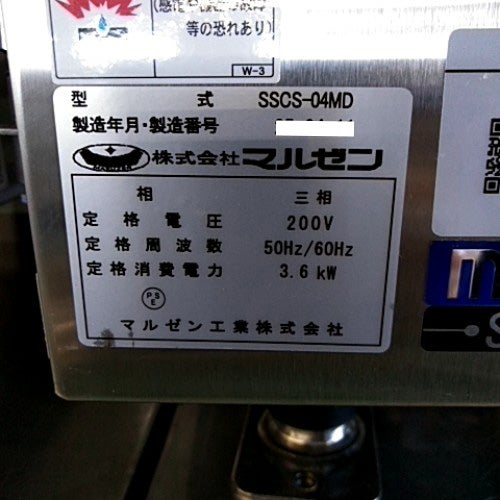 等の恐れあり)
W-3
型式 SSCS-04MD
製造年月・製造番号
株式会社マルゼン
相 三相
定格電圧 200V
定格周波数 50Hz/60Hz
定格消費電力 3.6kW
PSE
マルゼン工業株式会社